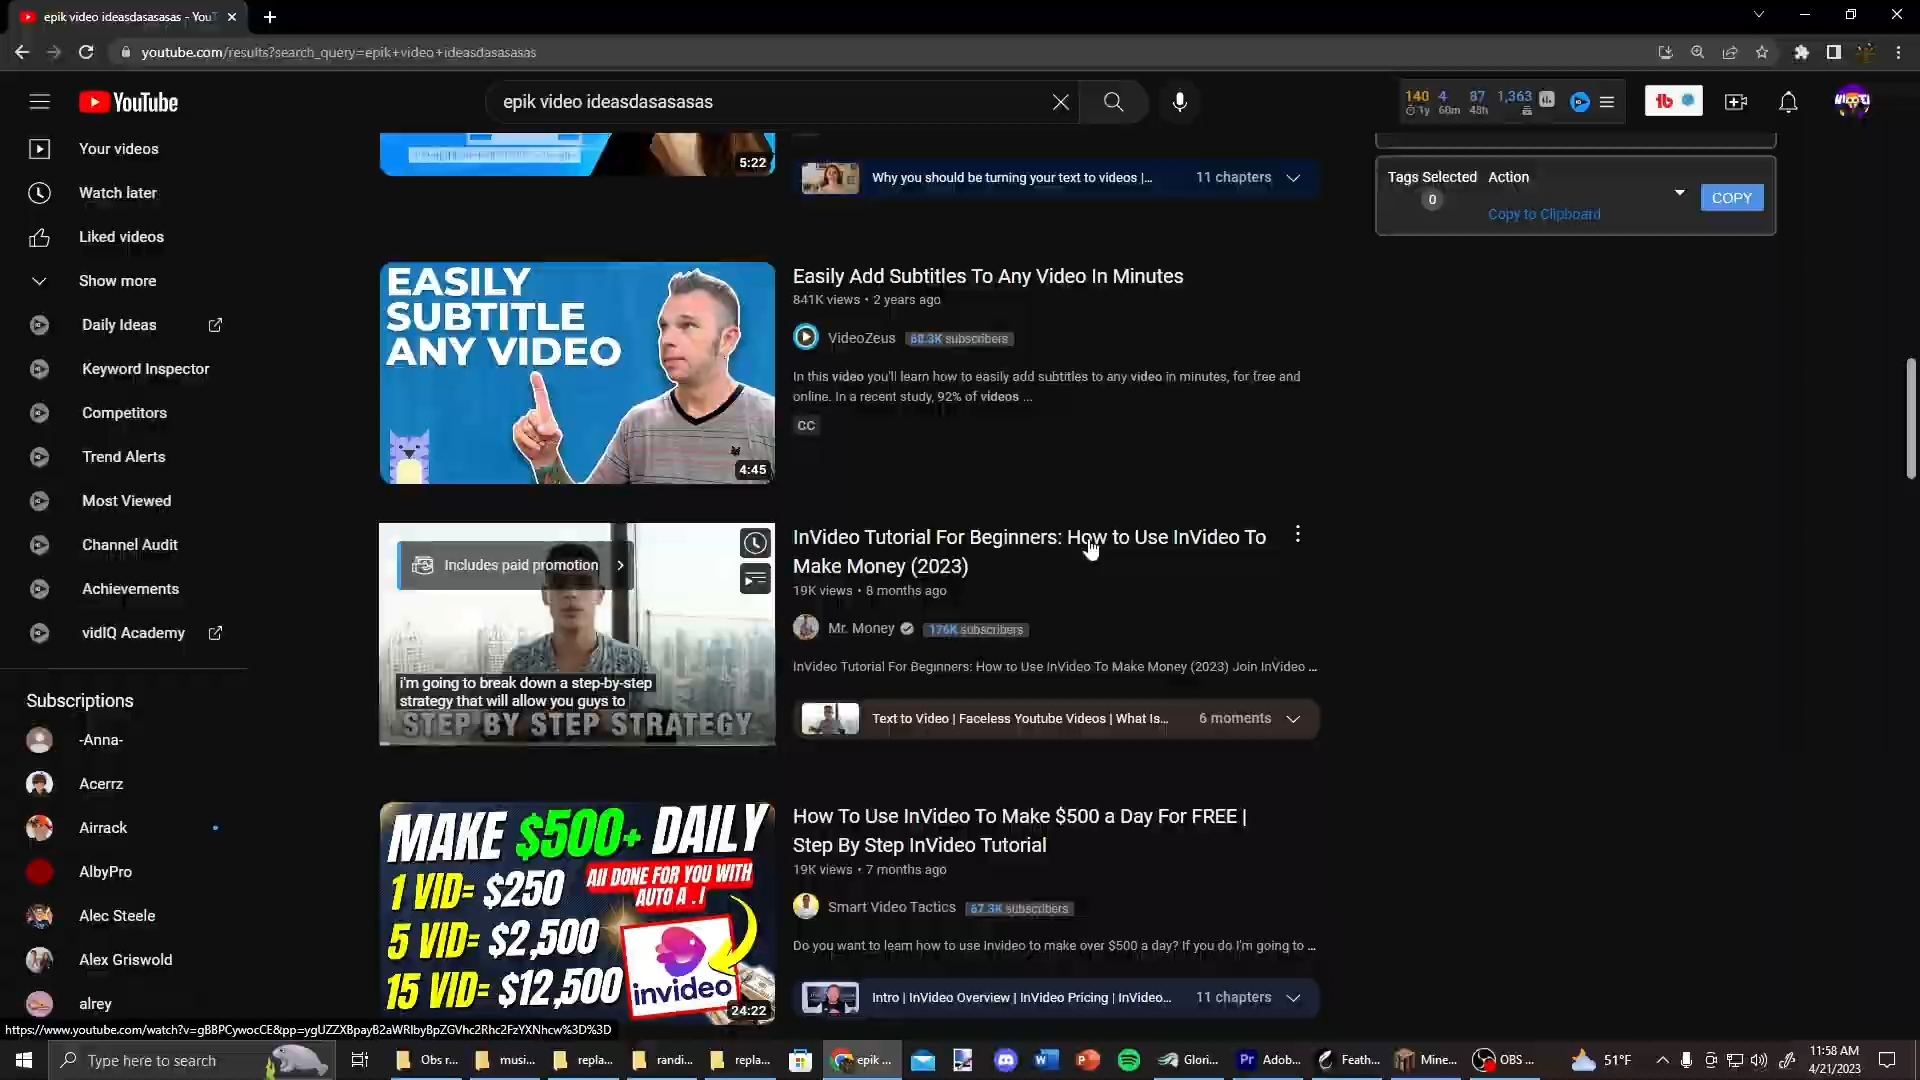 epik video ideasdasasasas - YouT
youtube.com/results?search_query=epik+video+ideasdasasasas
YouTube
epik video ideasdasasasas
140 4 87 1,363
1y 60m 48h
tb
Your videos
Watch later
Liked videos
Show more
Daily Ideas
Keyword Inspector
Competitors
Trend Alerts
Most Viewed
Channel Audit
Achievements
vidIQ Academy
Subscriptions
-Anna-
Acerrz
Airrack
AlbyPro
Alec Steele
Alex Griswold
alrey
5:22
Why you should be turning your text to videos |...
11 chapters
Tags Selected
0
Action
Copy to Clipboard
COPY
EASILY
SUBTITLE
ANY VIDEO
4:45
Easily Add Subtitles To Any Video In Minutes
841K views • 2 years ago
VideoZeus
subscribers
In this video you'll learn how to easily add subtitles to any video in minutes, for free and
online. In a recent study, 92% of videos ...
CC
Includes paid promotion
i'm going to break down a step-by-step
strategy that will allow you guys to
STEP BY STEP STRATEGY
InVideo Tutorial For Beginners: How to Use InVideo To
Make Money (2023)
19K views • 8 months ago
Mr. Money
176K subscribers
InVideo Tutorial For Beginners: How to Use InVideo To Make Money (2023) Join InVideo ...
Text to Video | Faceless Youtube Videos | What Is...
6 moments
MAKE $500+ DAILY
1 VID= $250
5 VID= $2,500
15 VID= $12,500
All DONE FOR YOU WITH
AUTO A . I
invideo
24:22
How To Use InVideo To Make $500 a Day For FREE |
Step By Step InVideo Tutorial
19K views • 7 months ago
Smart Video Tactics
67.3K subscribers
Do you want to learn how to use Invideo to make over $500 a day? If you do I'm going to ...
Intro | InVideo Overview | InVideo Pricing | InVideo...
11 chapters
https://www.youtube.com/watch?v=gBBPCywocCE&pp=ygUZZXBpayB2aWRlbyBpZGVhc2Rhc2FzYXNhcw%3D%3D
Type here to search
Obs r...
musi...
repla...
randi...
repla...
epik ...
Glori...
Pr
Adob...
Feath...
Mine...
OBS ...
51°F
11:58 AM
4/21/2023